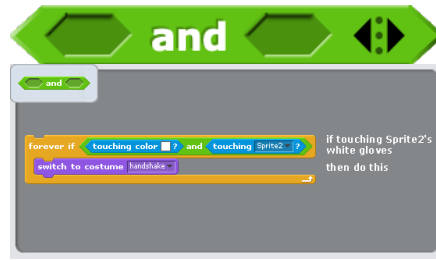 and
and
forever if touching color ? and touching Sprite2 ?
if touching Sprite2's
white gloves
switch to costume handshake
then do this